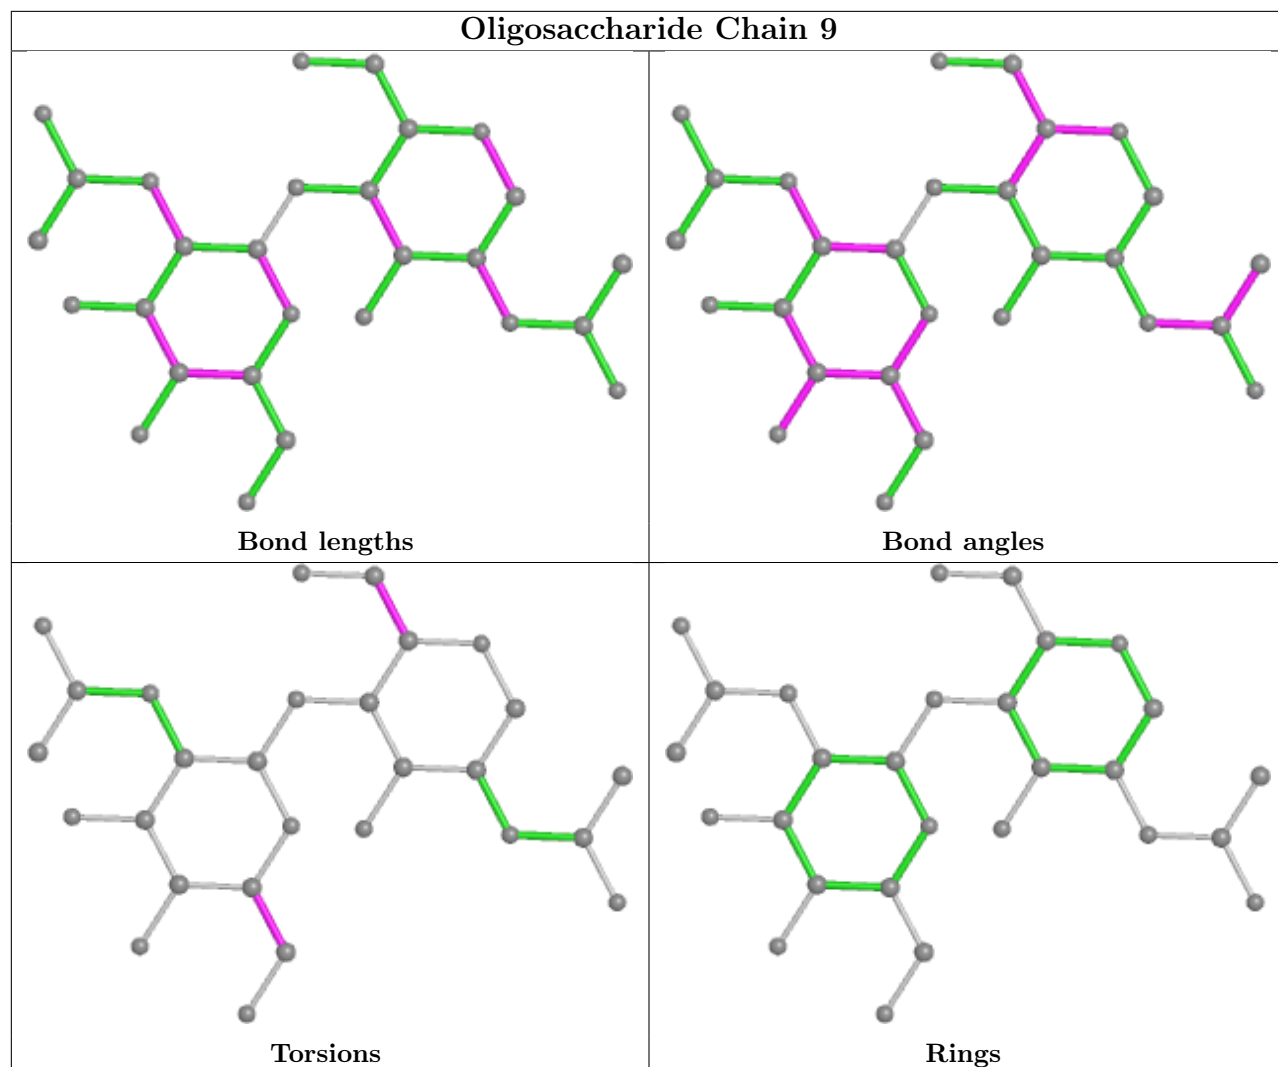 Oligosaccharide Chain 9
Bond lengths
Bond angles
Torsions
Rings